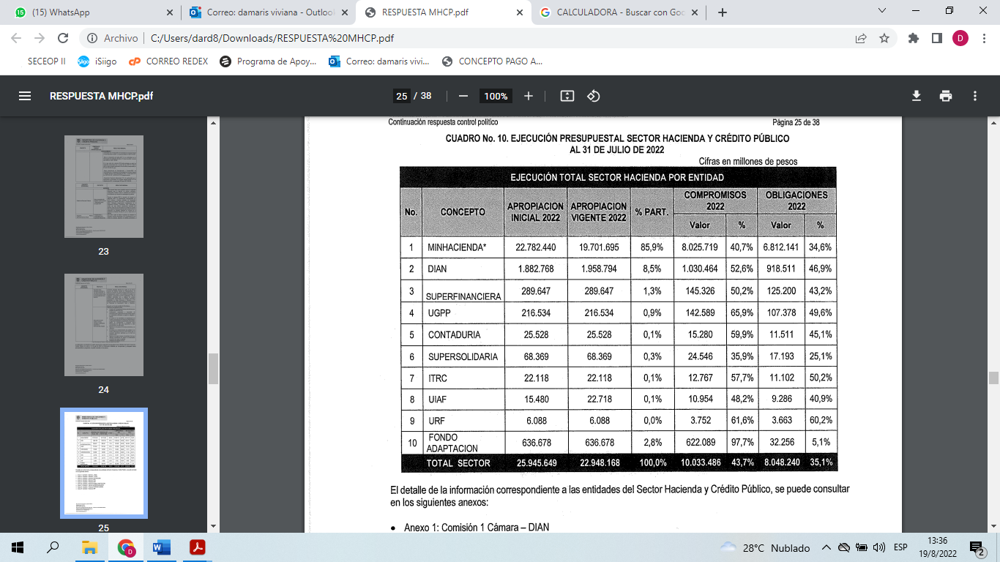 (15) WhatsApp
Correo: damaris viviana - Outlook
RESPUESTA MHCP.pdf
CALCULADORA - Buscar con Goo
Archivo
C:/Users/dard8/Downloads/RESPUESTA%20MHCP.pdf
D
SECEOP II
iSiigo
CORREO REDEX
Programa de Apoy...
Correo: damaris vivi...
CONCEPTO PAGO A...
RESPUESTA MHCP.pdf
25 / 38
100%
23
24
25
Continuación respuesta control político Página 25 de 38
CUADRO No. 10. EJECUCIÓN PRESUPUESTAL SECTOR HACIENDA Y CRÉDITO PÚBLICO
AL 31 DE JULIO DE 2022
Cifras en millones de pesos
EJECUCIÓN TOTAL SECTOR HACIENDA POR ENTIDAD
No. CONCEPTO APROPIACION INICIAL 2022 APROPIACION VIGENTE 2022 % PART. COMPROMISOS 2022 OBLIGACIONES 2022
Valor % Valor %
1 MINHACIENDA* 22.782.440 19.701.695 85,9% 8.025.719 40,7% 6.812.141 34,6%
2 DIAN 1.882.768 1.958.794 8,5% 1.030.464 52,6% 918.511 46,9%
3 SUPERFINANCIERA 289.647 289.647 1,3% 145.326 50,2% 125.200 43,2%
4 UGPP 216.534 216.534 0,9% 142.589 65,9% 107.378 49,6%
5 CONTADURIA 25.528 25.528 0,1% 15.280 59,9% 11.511 45,1%
6 SUPERSOLIDARIA 68.369 68.369 0,3% 24.546 35,9% 17.193 25,1%
7 ITRC 22.118 22.118 0,1% 12.767 57,7% 11.102 50,2%
8 UIAF 15.480 22.718 0,1% 10.954 48,2% 9.286 40,9%
9 URF 6.088 6.088 0,0% 3.752 61,6% 3.663 60,2%
10 FONDO ADAPTACION 636.678 636.678 2,8% 622.089 97,7% 32.256 5,1%
TOTAL SECTOR 25.945.649 22.948.168 100,0% 10.033.486 43,7% 8.048.240 35,1%
El detalle de la información correspondiente a las entidades del Sector Hacienda y Crédito Público, se puede consultar
en los siguientes anexos:
• Anexo 1: Comisión 1 Cámara – DIAN
28°C Nublado
ESP
13:36
19/8/2022
2